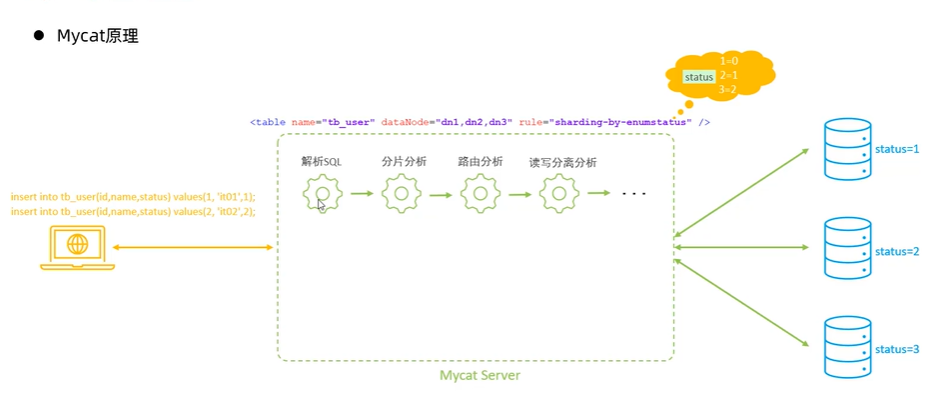 ● Mycat原理
1=0
status 2=1
3=2
<table name="tb_user" dataNode="dn1,dn2,dn3" rule="sharding-by-enumstatus" />
解析SQL 分片分析 路由分析 读写分离分析
...
insert into tb_user(id,name,status) values(1, 'it01',1);
insert into tb_user(id,name,status) values(2, 'it02',2);
status=1
status=2
status=3
Mycat Server